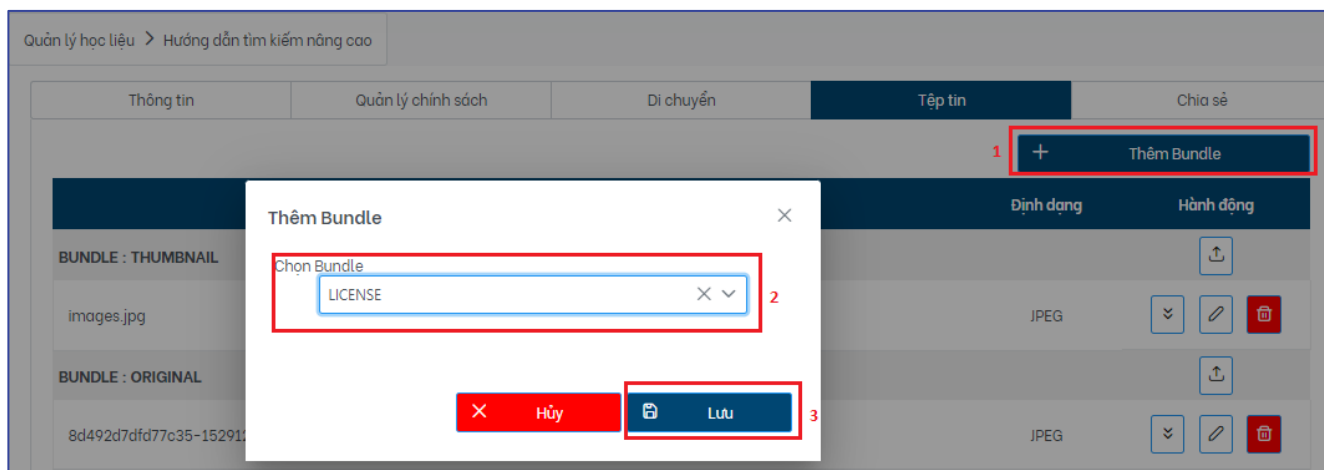 Quản lý học liệu > Hướng dẫn tìm kiếm nâng cao
Thông tin
Quản lý chính sách
Di chuyển
Tệp tin
Chia sẻ
1
+ Thêm Bundle
Định dạng
Hành động
Thêm Bundle
BUNDLE : THUMBNAIL
Chọn Bundle
LICENSE
2
images.jpg
JPEG
BUNDLE : ORIGINAL
Hủy
Lưu
3
8d492d7dfd77c35-15291
JPEG